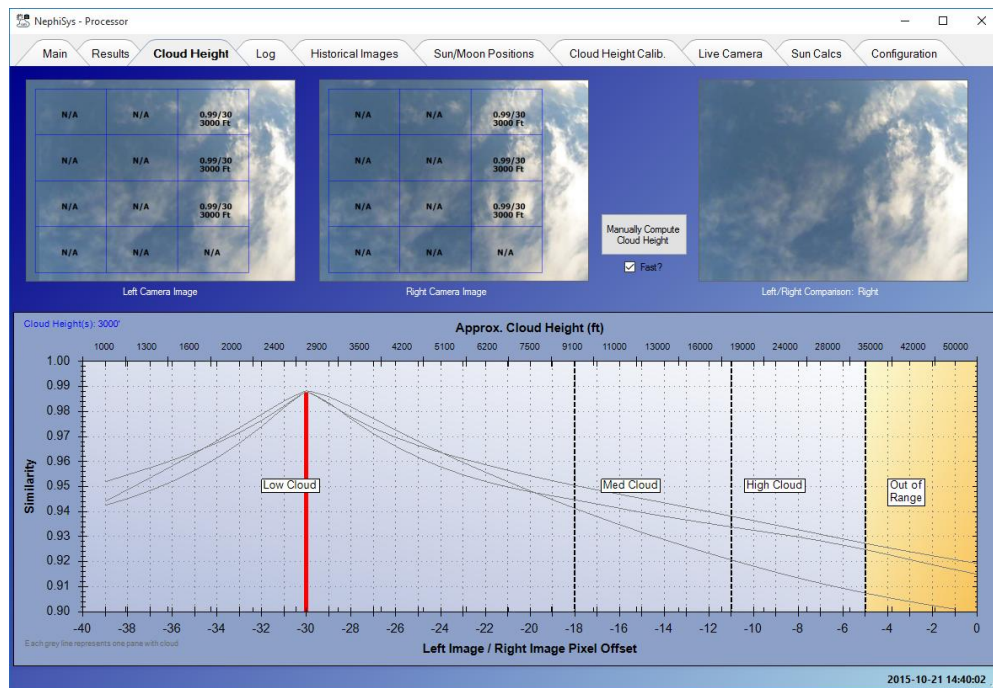 NephiSys - Processor
Main Results Cloud Height Log Historical Images Sun/Moon Positions Cloud Height Calib. Live Camera Sun Calcs Configuration
N/A N/A 0.99/30
3000 Ft
N/A N/A 0.99/30
3000 Ft
N/A N/A 0.99/30
3000 Ft
N/A N/A N/A
Left Camera Image
N/A N/A 0.99/30
3000 Ft
N/A N/A 0.99/30
3000 Ft
N/A N/A 0.99/30
3000 Ft
N/A N/A N/A
Right Camera Image
Manually Compute
Cloud Height
Fast?
Left/Right Comparison: Right
Cloud Height(s): 3000'
Approx. Cloud Height (ft)
1000 1300 1600 2000 2400 2900 3500 4200 5100 6200 7500 9100 11000 13000 16000 19000 24000 28000 35000 42000 50000
1.00
0.99
0.98
0.97
0.96
0.95
0.94
0.93
0.92
0.91
0.90
Similarity
Low Cloud
Med Cloud
High Cloud
Out of
Range
-40 -38 -36 -34 -32 -30 -28 -26 -24 -22 -20 -18 -16 -14 -12 -10 -8 -6 -4 -2 0
Each grey line represents one pane with cloud
Left Image / Right Image Pixel Offset
2015-10-21 14:40:02